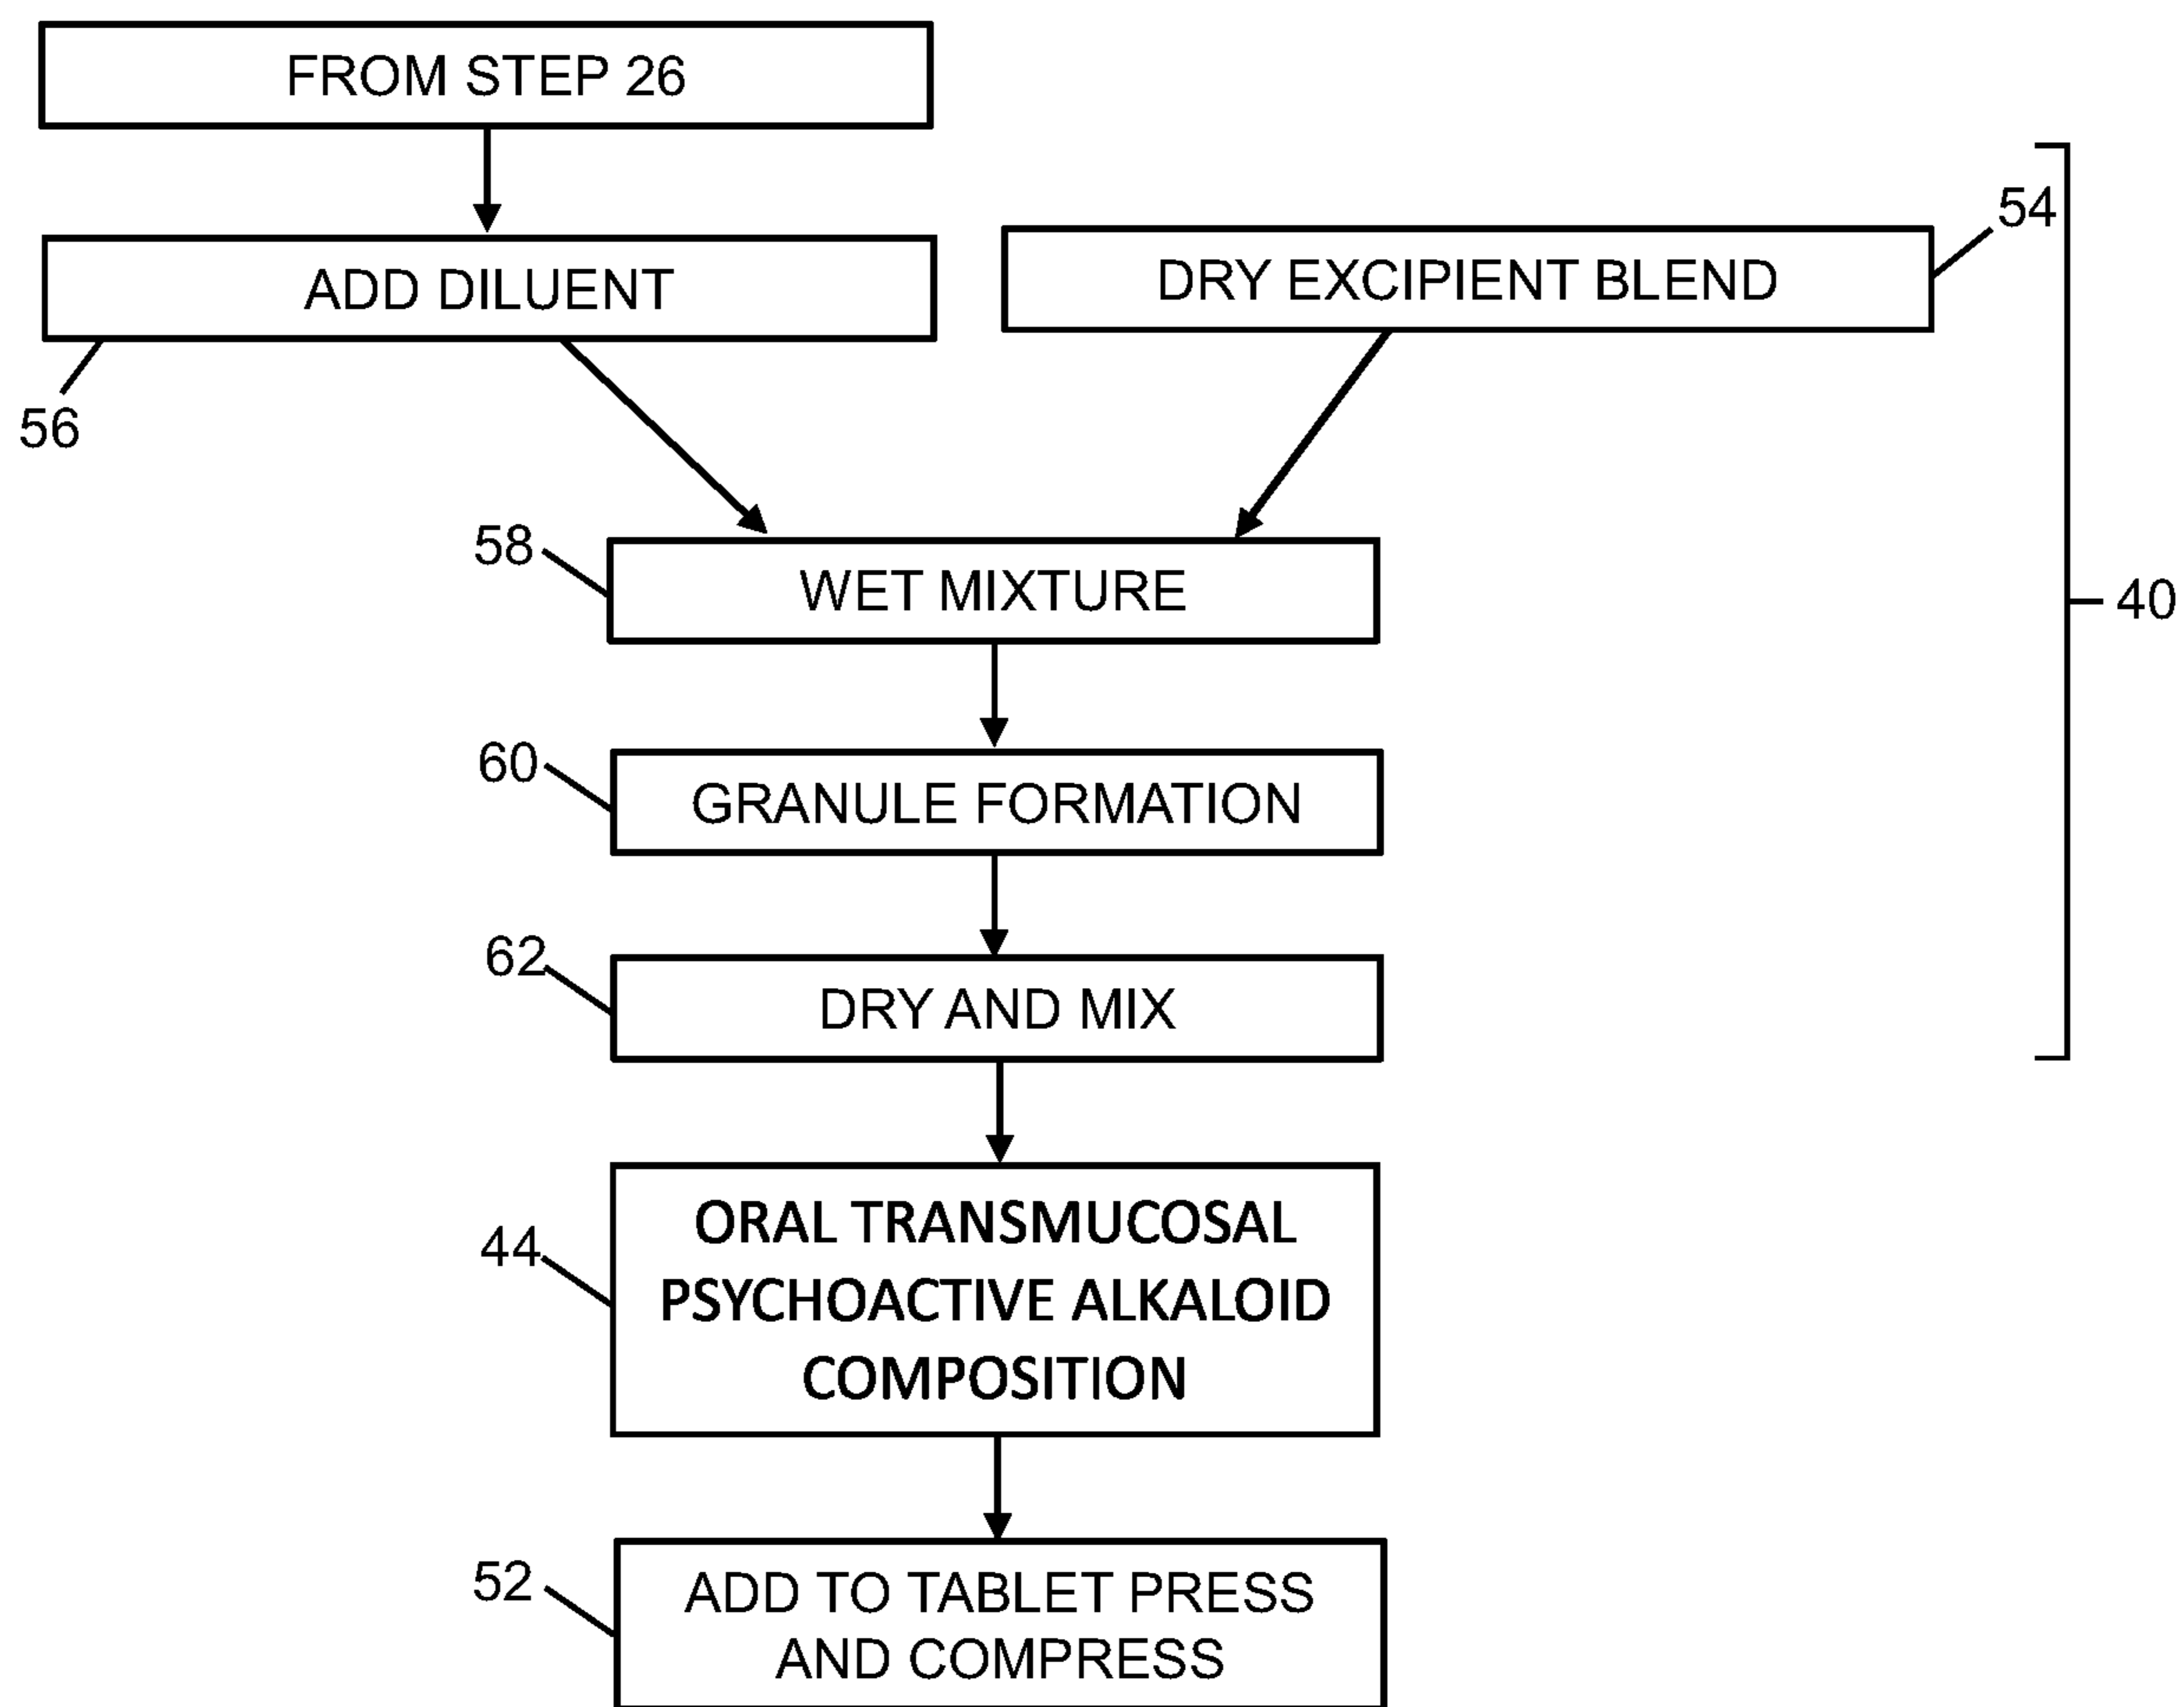 FROM STEP 26
54
ADD DILUENT
DRY EXCIPIENT BLEND
56
58
WET MIXTURE
40
60
GRANULE FORMATION
62
DRY AND MIX
44
ORAL TRANSMUCOSAL
PSYCHOACTIVE ALKALOID
COMPOSITION
52
ADD TO TABLET PRESS
AND COMPRESS